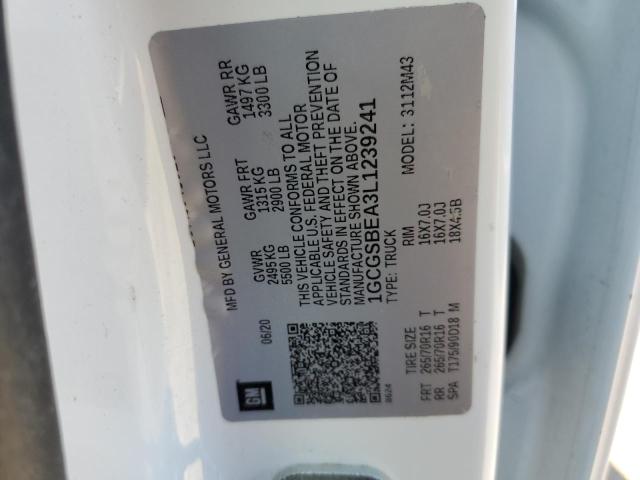 MFD BY GENERAL MOTORS LLC
06/20
GVWR GAWR FRT GAWR RR
2495 KG 1315 KG 1497 KG
5500 LB 2900 LB 3300 LB
THIS VEHICLE CONFORMS TO ALL
APPLICABLE U.S. FEDERAL MOTOR
VEHICLE SAFETY AND THEFT PREVENTION
STANDARDS IN EFFECT ON THE DATE OF
MANUFACTURE SHOWN ABOVE.
1GCGSBEA3L1239241
TYPE: TRUCK MODEL: 3112M43
GM
8624
TIRE SIZE RIM
FRT 265/70R16 T 16X7.0J
RR 265/70R16 T 16X7.0J
SPA T175/90D18 M 18X4.5B